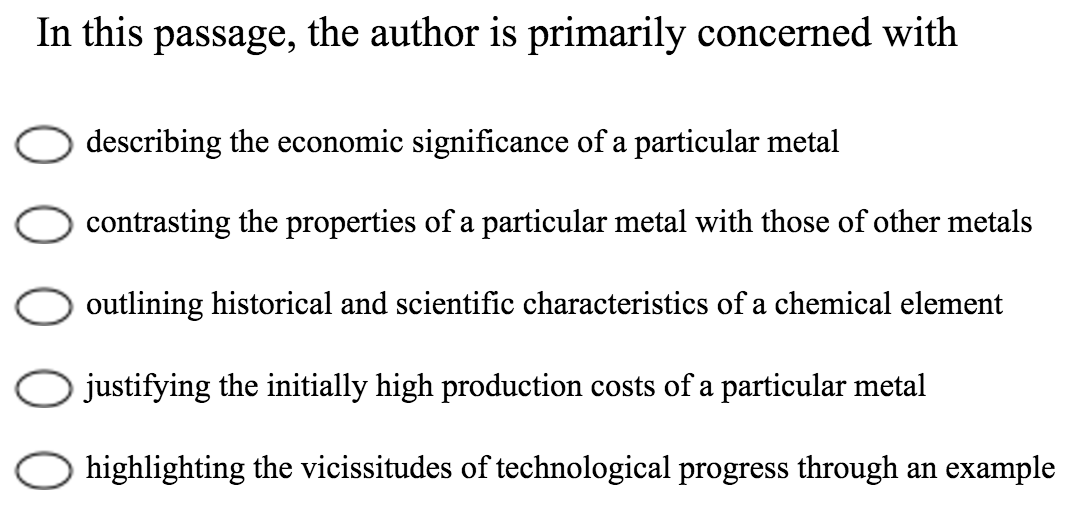 In this passage, the author is primarily concerned with
describing the economic significance of a particular metal
contrasting the properties of a particular metal with those of other metals
outlining historical and scientific characteristics of a chemical element
justifying the initially high production costs of a particular metal
highlighting the vicissitudes of technological progress through an example